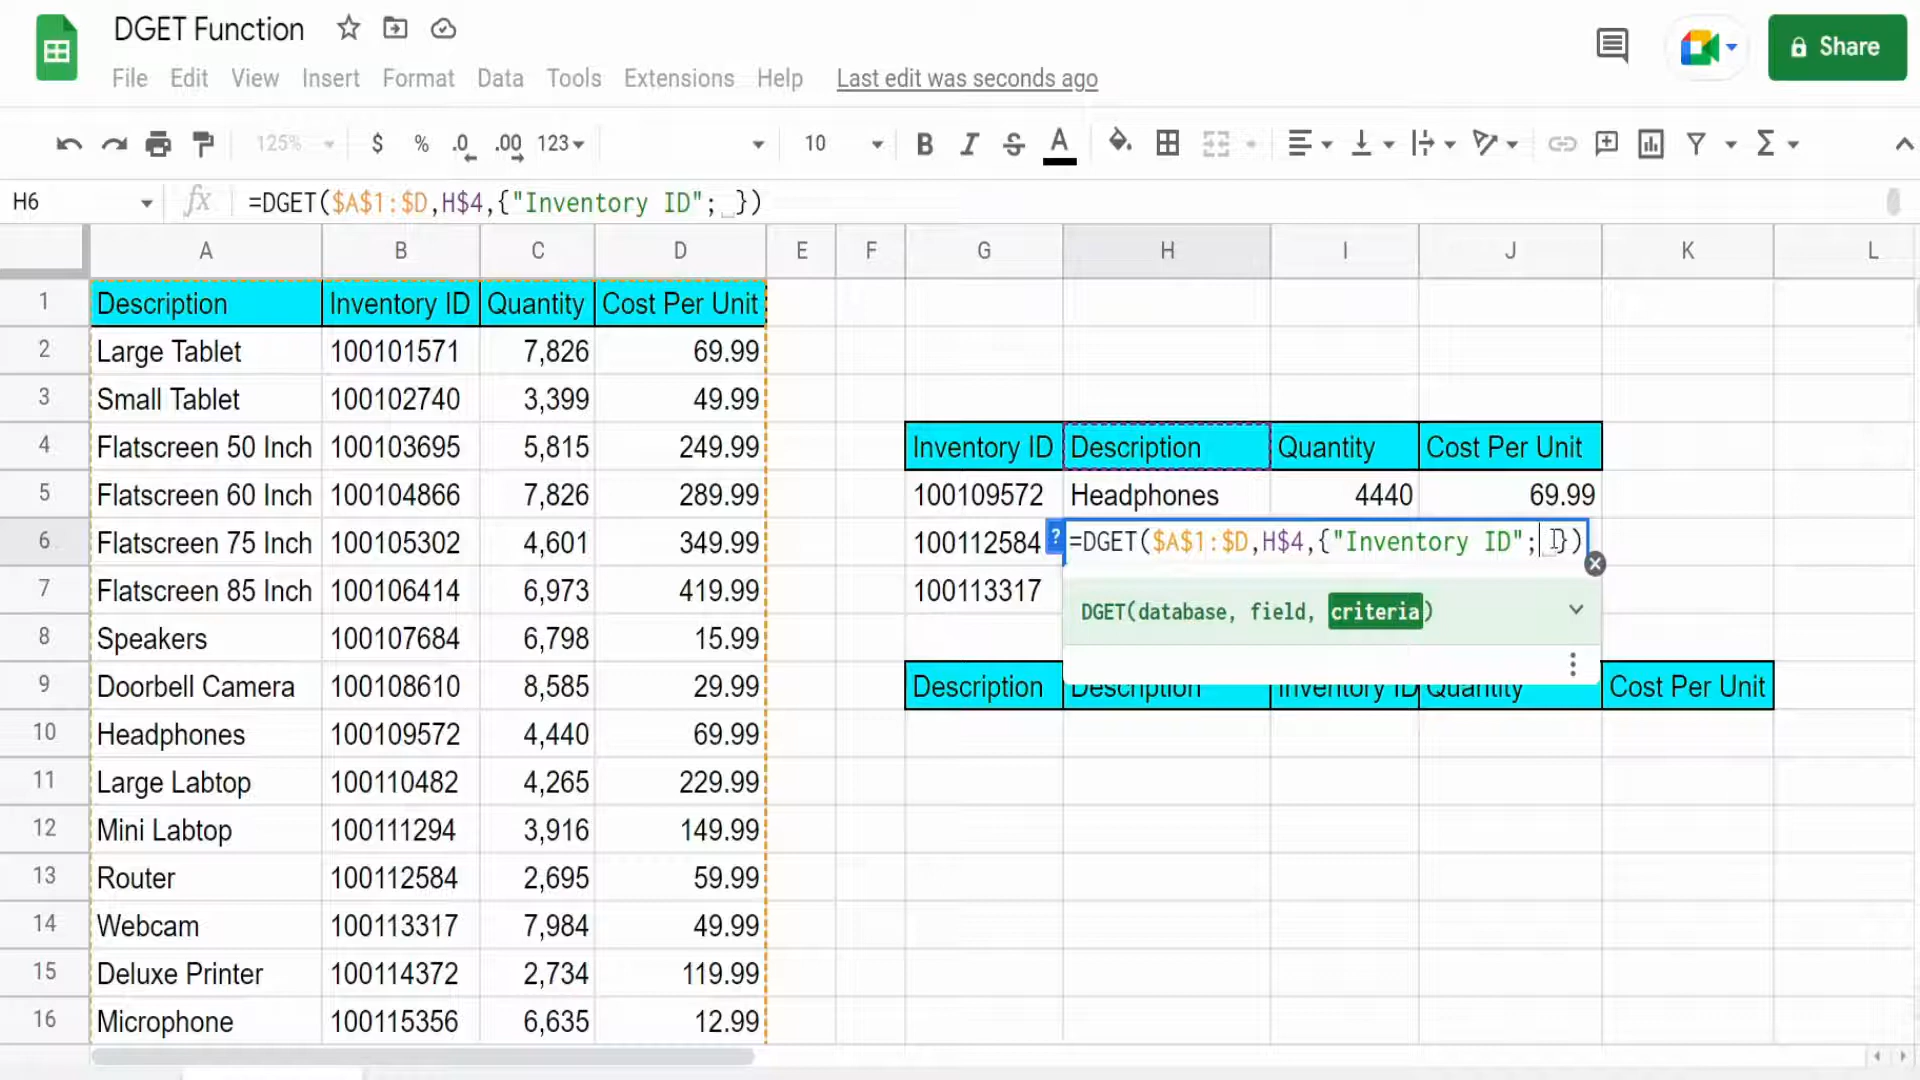 DGET Function
File Edit View Insert Format Data Tools Extensions Help Last edit was seconds ago
Share
125% $ % .0 .00 123 10 B I S A
H6 fx =DGET($A$1:$D,H$4,{"Inventory ID"; })
A B C D E F G H I J K L
1 Description Inventory ID Quantity Cost Per Unit
2 Large Tablet 100101571 7,826 69.99
3 Small Tablet 100102740 3,399 49.99
4 Flatscreen 50 Inch 100103695 5,815 249.99 Inventory ID Description Quantity Cost Per Unit
5 Flatscreen 60 Inch 100104866 7,826 289.99 100109572 Headphones 4440 69.99
6 Flatscreen 75 Inch 100105302 4,601 349.99 100112584 ? =DGET($A$1:$D,H$4,{"Inventory ID"; })
7 Flatscreen 85 Inch 100106414 6,973 419.99 100113317 DGET(database, field, criteria)
8 Speakers 100107684 6,798 15.99
9 Doorbell Camera 100108610 8,585 29.99 Description Description Inventory ID Quantity Cost Per Unit
10 Headphones 100109572 4,440 69.99
11 Large Labtop 100110482 4,265 229.99
12 Mini Labtop 100111294 3,916 149.99
13 Router 100112584 2,695 59.99
14 Webcam 100113317 7,984 49.99
15 Deluxe Printer 100114372 2,734 119.99
16 Microphone 100115356 6,635 12.99